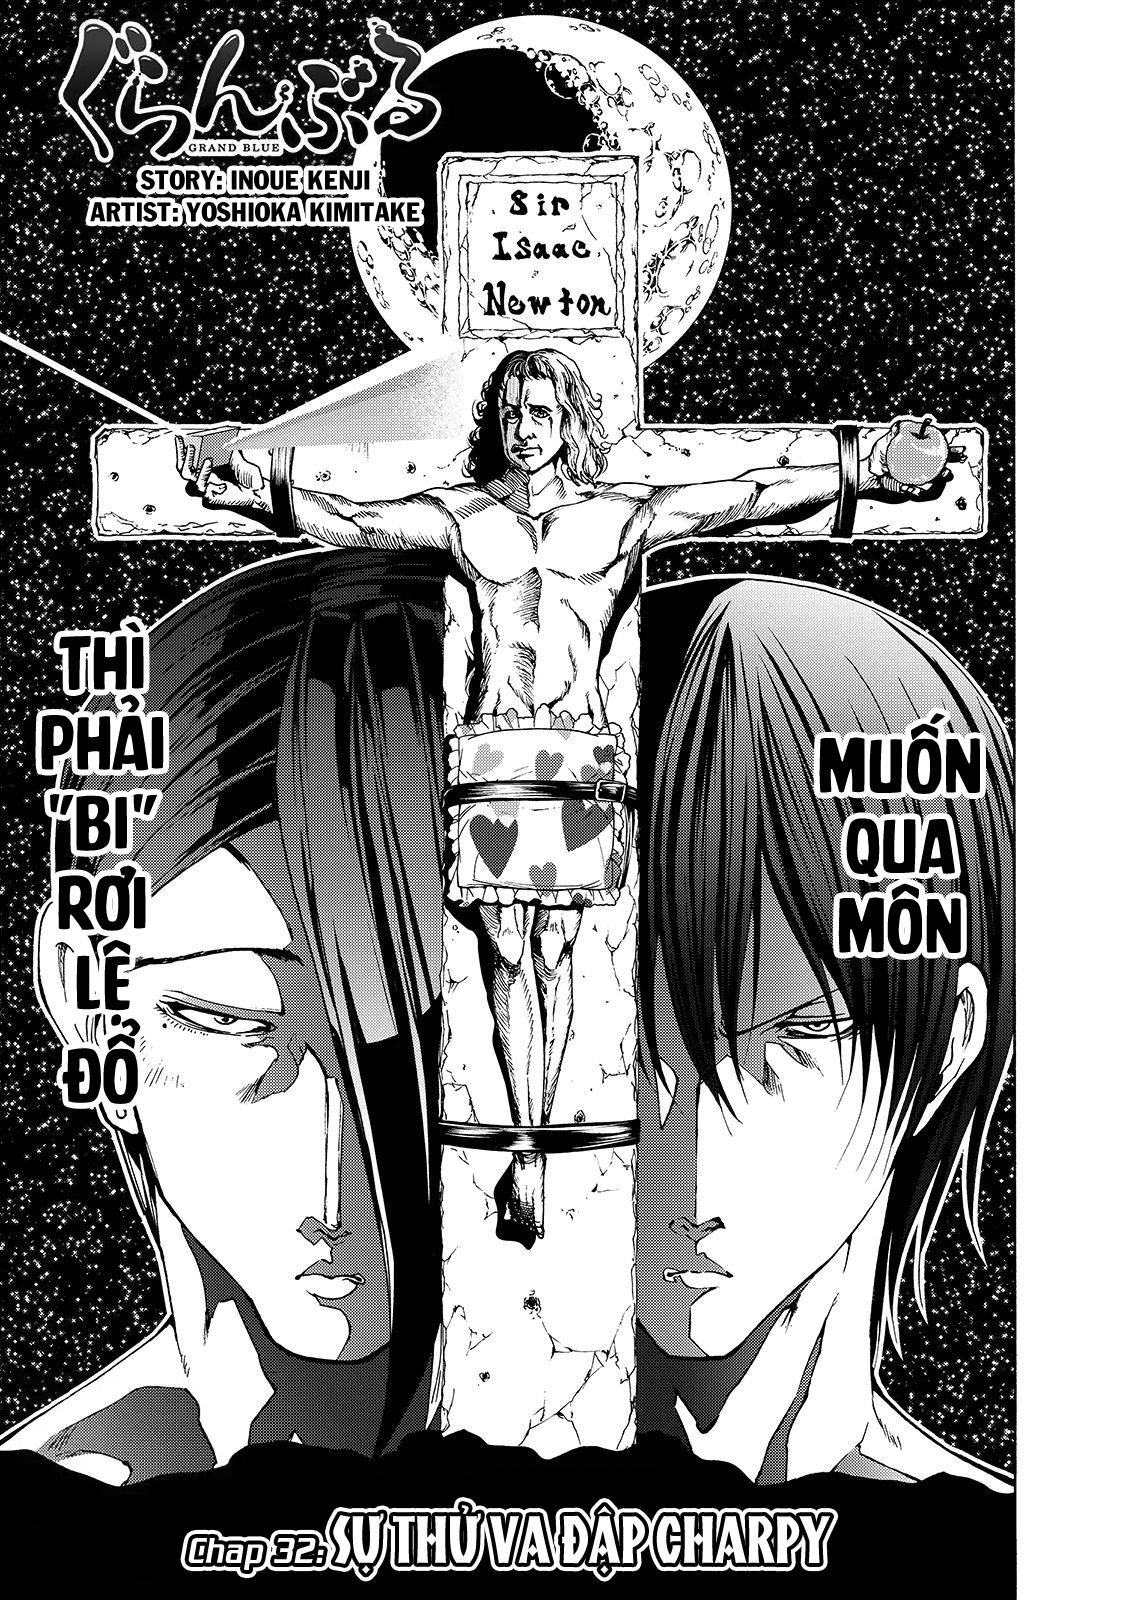 ぐらんぶる
GRAND BLUE
STORY: INOUE KENJI
ARTIST: YOSHIOKA KIMITAKE
Sir
Isaac
Newton
MUỐN
QUA
MÔN
THÌ
PHẢI
"BI"
RƠI
LỆ
ĐỔ
Chap 32: SỰ THỬ VA ĐẬP CHARPY